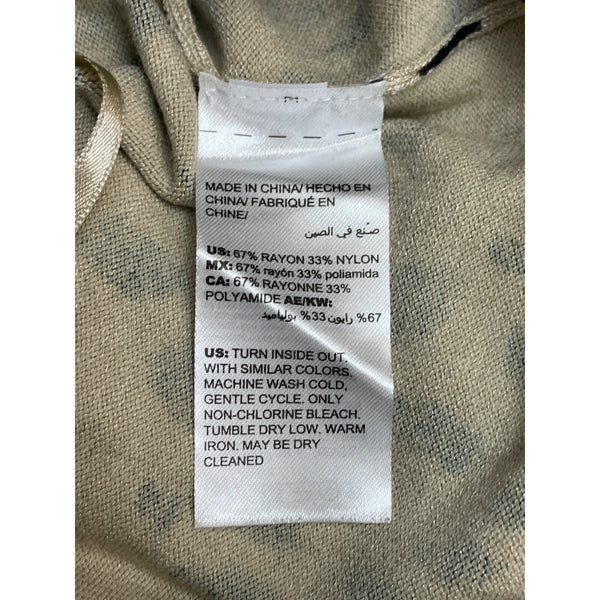 MADE IN CHINA/ HECHO EN
CHINA/ FABRIQUÉ EN
CHINE/
صنّع في الصين
US: 67% RAYON 33% NYLON
MX: 67% rayón 33% poliamida
CA: 67% RAYONNE 33%
POLYAMIDE AE/KW:
67% رايون 33% بولياميد
US: TURN INSIDE OUT.
WITH SIMILAR COLORS.
MACHINE WASH COLD,
GENTLE CYCLE. ONLY
NON-CHLORINE BLEACH.
TUMBLE DRY LOW. WARM
IRON. MAY BE DRY
CLEANED